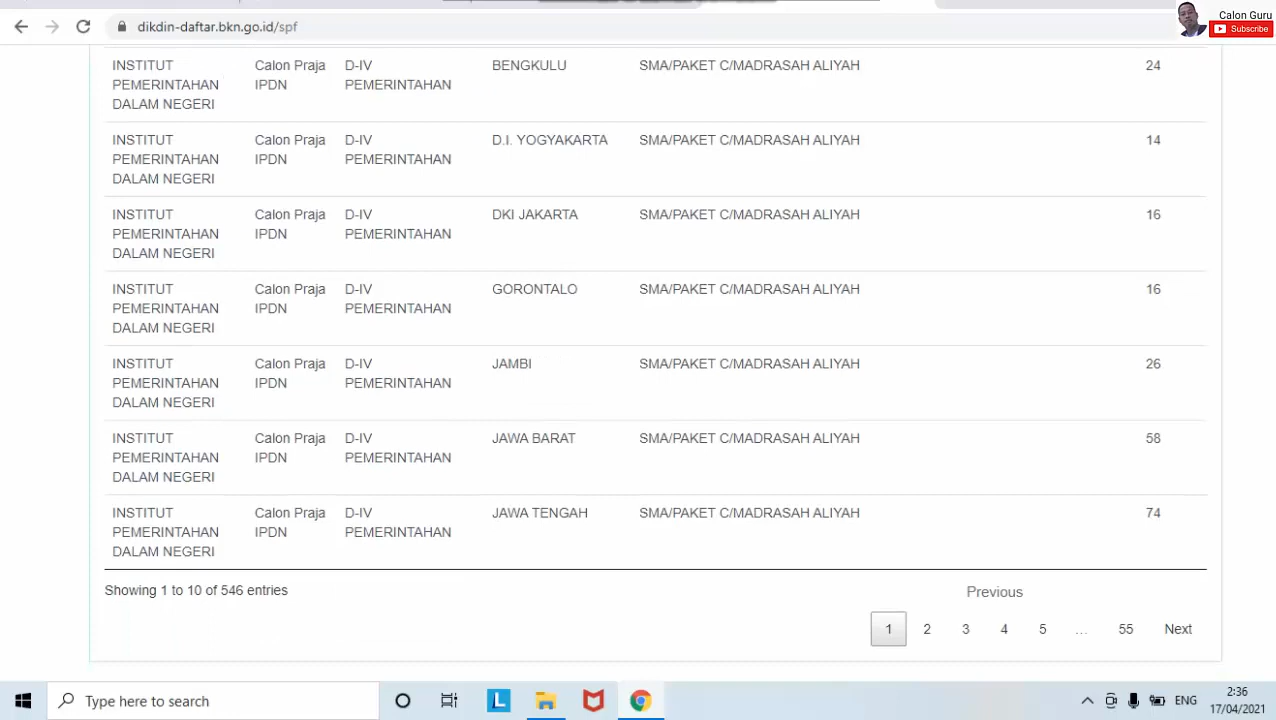 dikdin-daftar.bkn.go.id/spf
Calon Guru
Subscribe
INSTITUT Calon Praja D-IV BENGKULU SMA/PAKET C/MADRASAH ALIYAH 24
PEMERINTAHAN IPDN PEMERINTAHAN
DALAM NEGERI
INSTITUT Calon Praja D-IV D.I. YOGYAKARTA SMA/PAKET C/MADRASAH ALIYAH 14
PEMERINTAHAN IPDN PEMERINTAHAN
DALAM NEGERI
INSTITUT Calon Praja D-IV DKI JAKARTA SMA/PAKET C/MADRASAH ALIYAH 16
PEMERINTAHAN IPDN PEMERINTAHAN
DALAM NEGERI
INSTITUT Calon Praja D-IV GORONTALO SMA/PAKET C/MADRASAH ALIYAH 16
PEMERINTAHAN IPDN PEMERINTAHAN
DALAM NEGERI
INSTITUT Calon Praja D-IV JAMBI SMA/PAKET C/MADRASAH ALIYAH 26
PEMERINTAHAN IPDN PEMERINTAHAN
DALAM NEGERI
INSTITUT Calon Praja D-IV JAWA BARAT SMA/PAKET C/MADRASAH ALIYAH 58
PEMERINTAHAN IPDN PEMERINTAHAN
DALAM NEGERI
INSTITUT Calon Praja D-IV JAWA TENGAH SMA/PAKET C/MADRASAH ALIYAH 74
PEMERINTAHAN IPDN PEMERINTAHAN
DALAM NEGERI
Showing 1 to 10 of 546 entries
Previous
1 2 3 4 5 ... 55 Next
Type here to search
L
ENG
2:36
17/04/2021